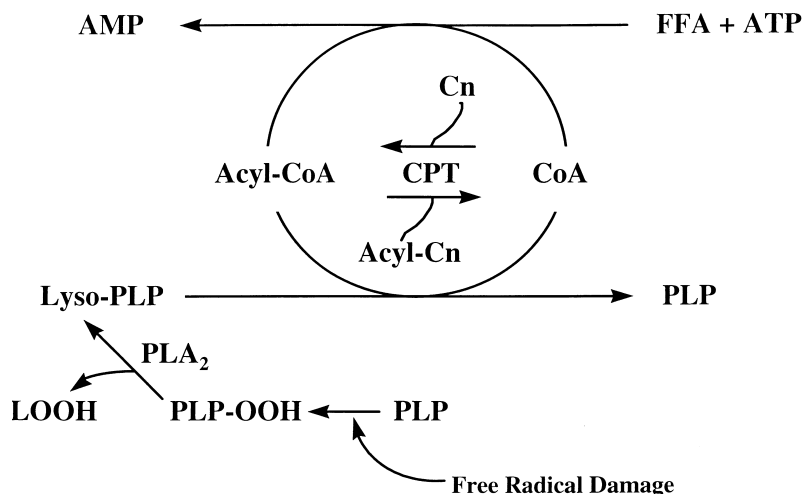 AMP FFA + ATP
Cn
Acyl-CoA CPT CoA
Acyl-Cn
Lyso-PLP PLP
PLA₂
LOOH PLP-OOH PLP
Free Radical Damage